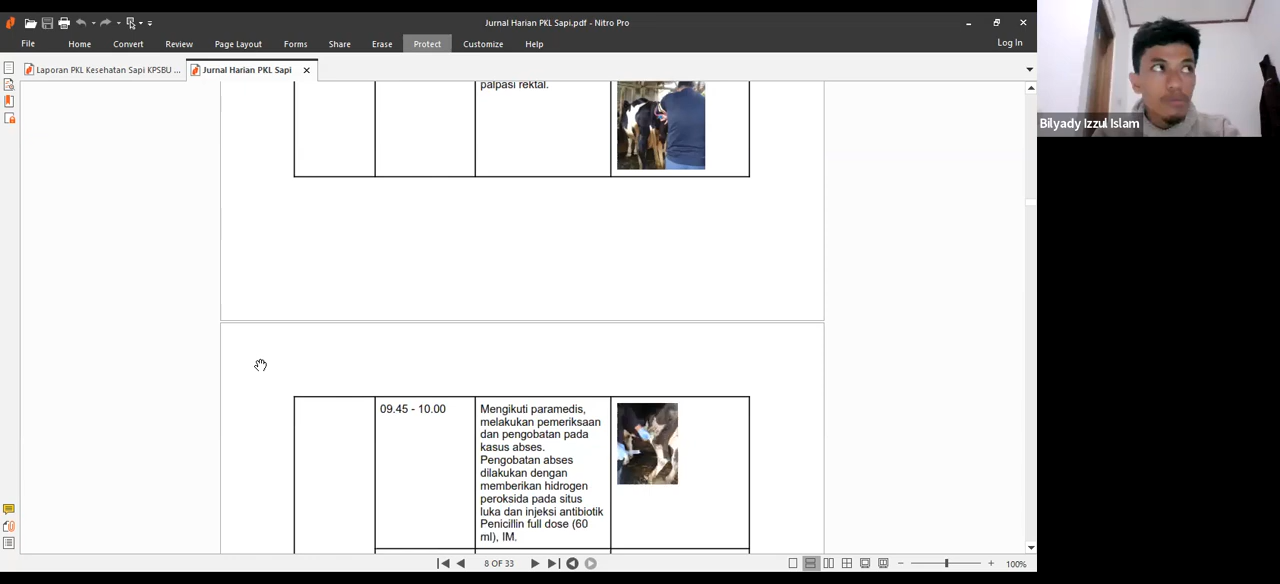 Jurnal Harian PKL Sapi.pdf - Nitro Pro
File Home Convert Review Page Layout Forms Share Erase Protect Customize Help
Log In
Laporan PKL Kesehatan Sapi KPSBU ...
Jurnal Harian PKL Sapi
Bilyady Izzul Islam
palpasi rektal.
09.45 - 10.00
Mengikuti paramedis,
melakukan pemeriksaan
dan pengobatan pada
kasus abses.
Pengobatan abses
dilakukan dengan
memberikan hidrogen
peroksida pada situs
luka dan injeksi antibiotik
Penicillin full dose (60
ml), IM.
8 OF 33
100%